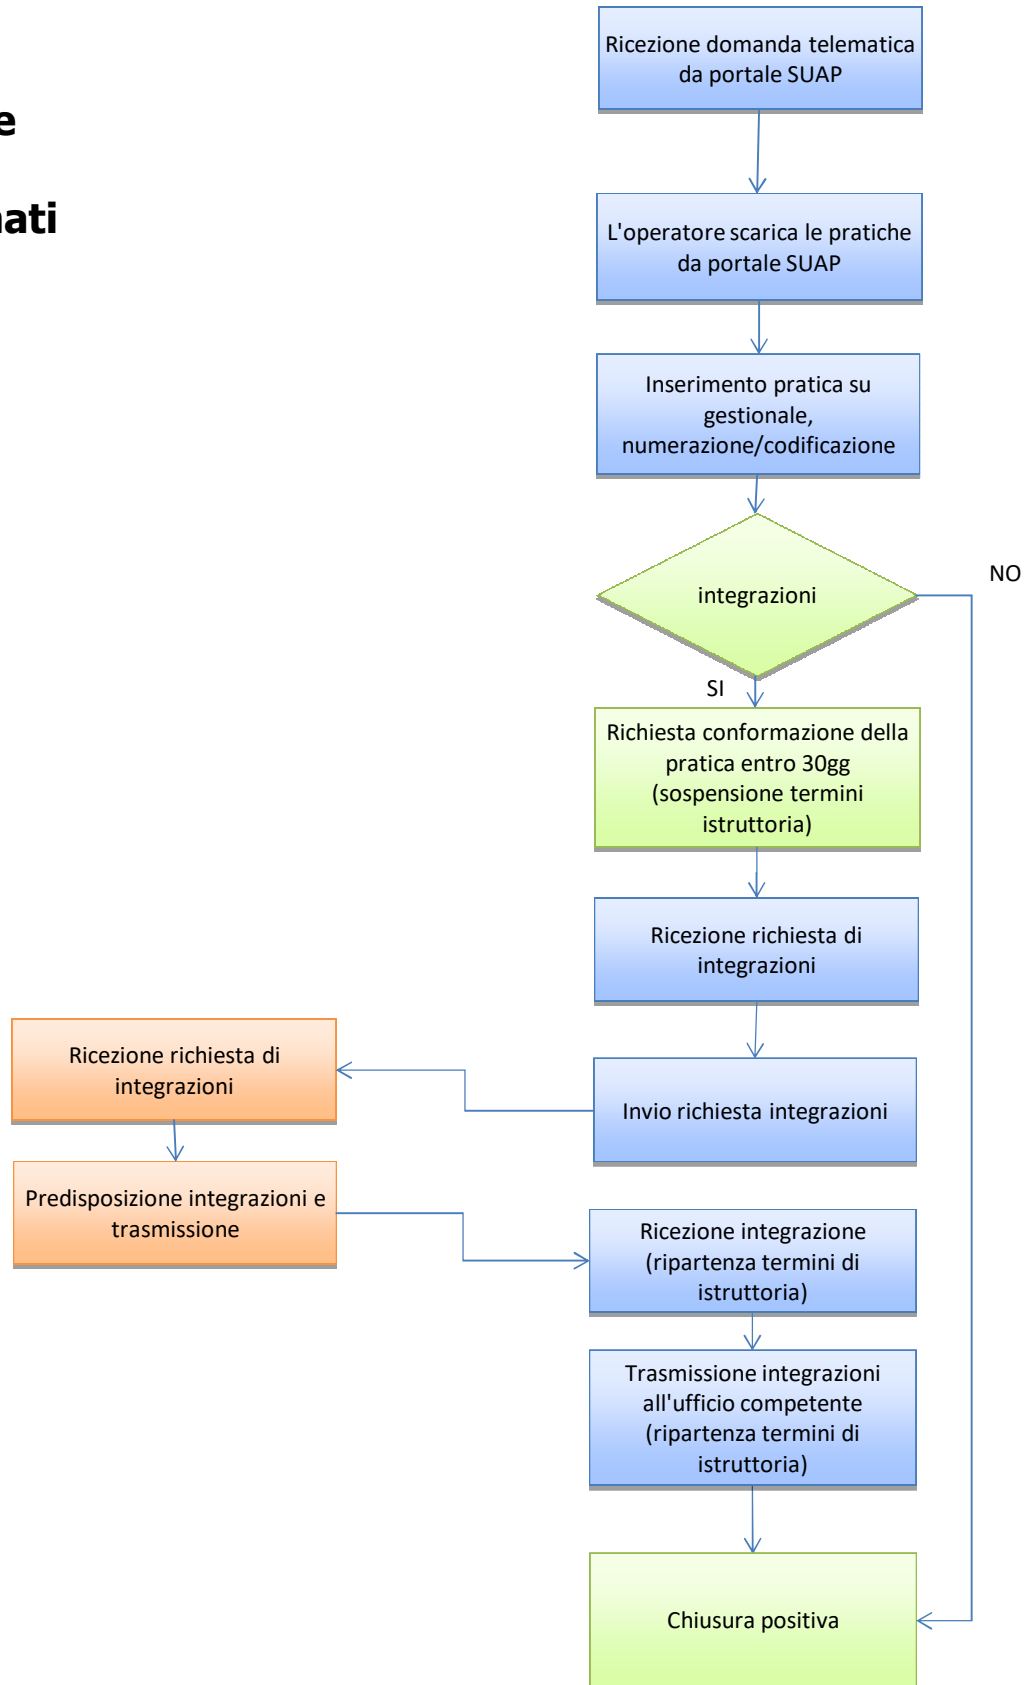 Ricezione domanda telematica
da portale SUAP
L'operatore scarica le pratiche
da portale SUAP
Inserimento pratica su
gestionale,
numerazione/codificazione
integrazioni
NO
SI
Richiesta conformazione della
pratica entro 30gg
(sospensione termini
istruttoria)
Ricezione richiesta di
integrazioni
Invio richiesta integrazioni
Ricezione richiesta di
integrazioni
Predisposizione integrazioni e
trasmissione
Ricezione integrazione
(ripartenza termini di
istruttoria)
Trasmissione integrazioni
all'ufficio competente
(ripartenza termini di
istruttoria)
Chiusura positiva